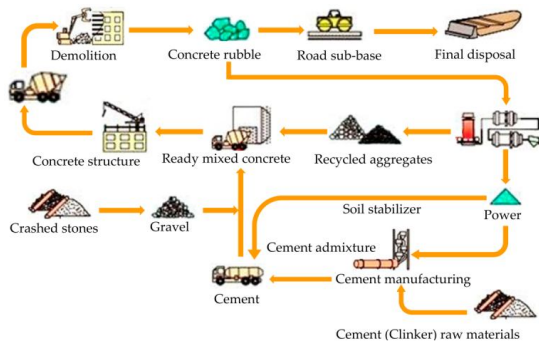 Demolition
Concrete rubble
Road sub-base
Final disposal
Concrete structure
Ready mixed concrete
Recycled aggregates
Crashed stones
Gravel
Soil stabilizer
Power
Cement admixture
Cement
Cement manufacturing
Cement (Clinker) raw materials